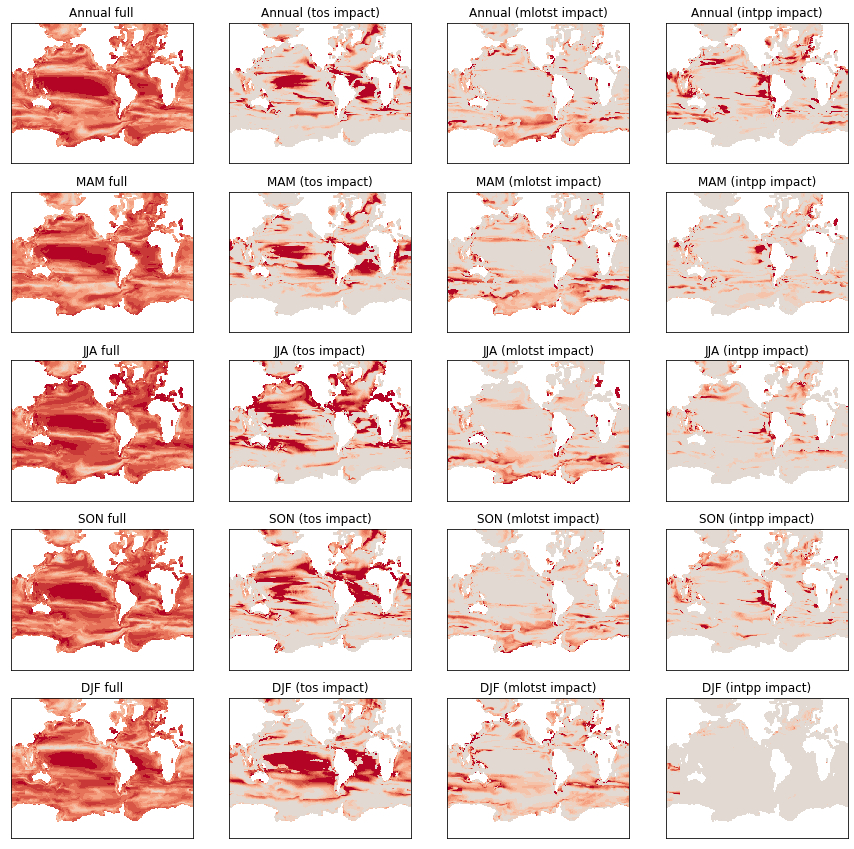 Annual full
Annual (tos impact)
Annual (mlotst impact)
Annual (intpp impact)
MAM full
MAM (tos impact)
MAM (mlotst impact)
MAM (intpp impact)
JJA full
JJA (tos impact)
JJA (mlotst impact)
JJA (intpp impact)
SON full
SON (tos impact)
SON (mlotst impact)
SON (intpp impact)
DJF full
DJF (tos impact)
DJF (mlotst impact)
DJF (intpp impact)